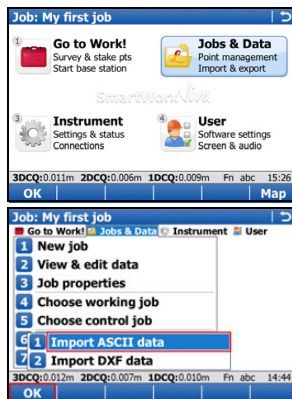 Job: My first job
1
Go to Work!
Survey & stake pts
Start base station
Jobs & Data
Point management
Import & export
SmartWorx Viva
3
Instrument
Settings & status
Connections
4
User
Software settings
Screen & audio
3DCQ:0.011m 2DCQ:0.006m 1DCQ:0.009m Fn abc 15:26
OK Map
Job: My first job
Go to Work! Jobs & Data Instrument User
1 New job
2 View & edit data
3 Job properties
4 Choose working job
5 Choose control job
6 1 Import ASCII data
7 2 Import DXF data
3DCQ:0.012m 2DCQ:0.007m 1DCQ:0.010m Fn abc 14:44
OK